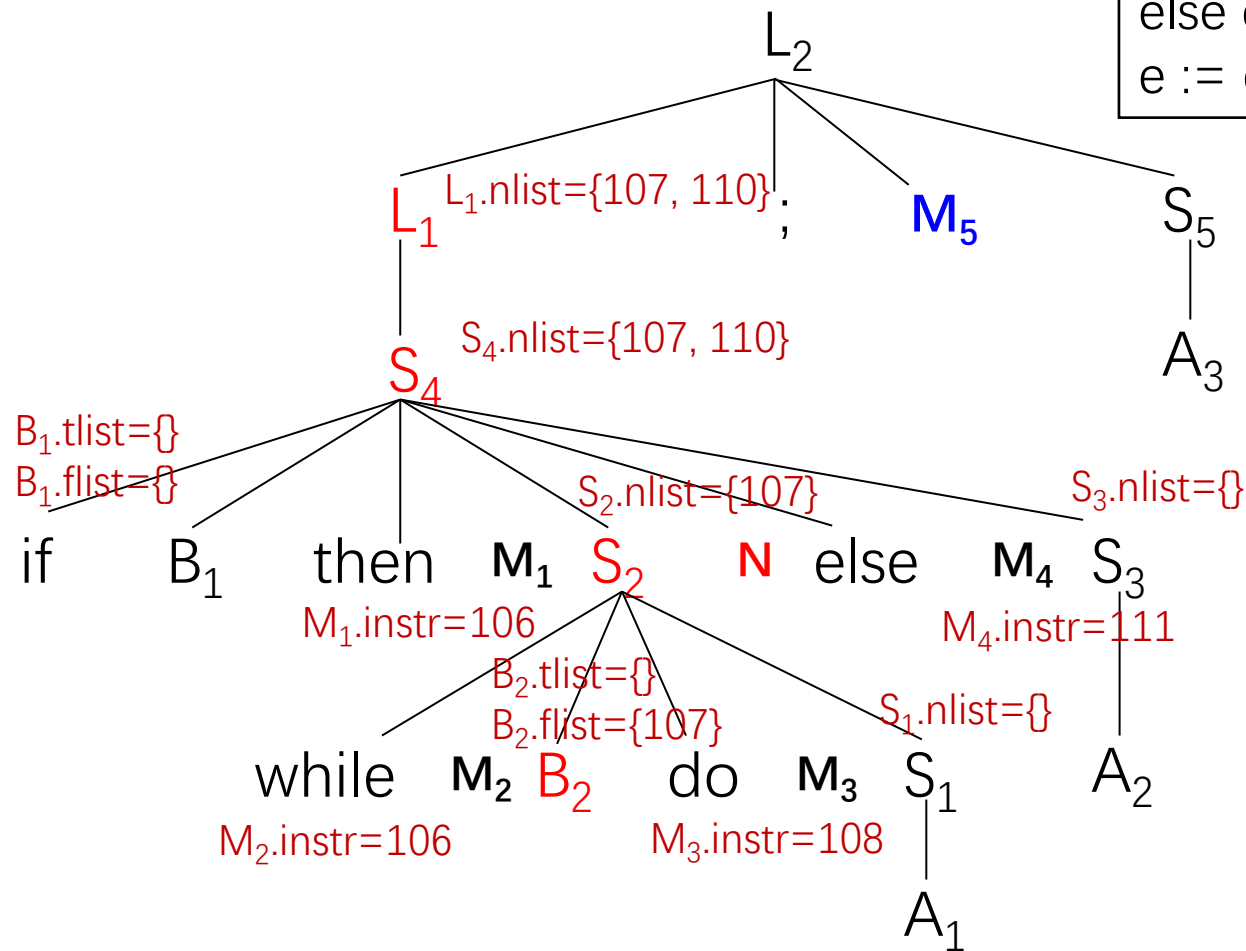 else
e :=
L₂
L₁ L₁.nlist={107, 110} ; M₅ S₅
S₄ S₄.nlist={107, 110} A₃
B₁.tlist={}
B₁.flist={} S₂.nlist={107} S₃.nlist={}
if B₁ then M₁ S₂ N else M₄ S₃
M₁.instr=106 M₄.instr=111
B₂.tlist={}
B₂.flist={107} S₁.nlist={}
while M₂ B₂ do M₃ S₁ A₂
M₂.instr=106 M₃.instr=108
A₁